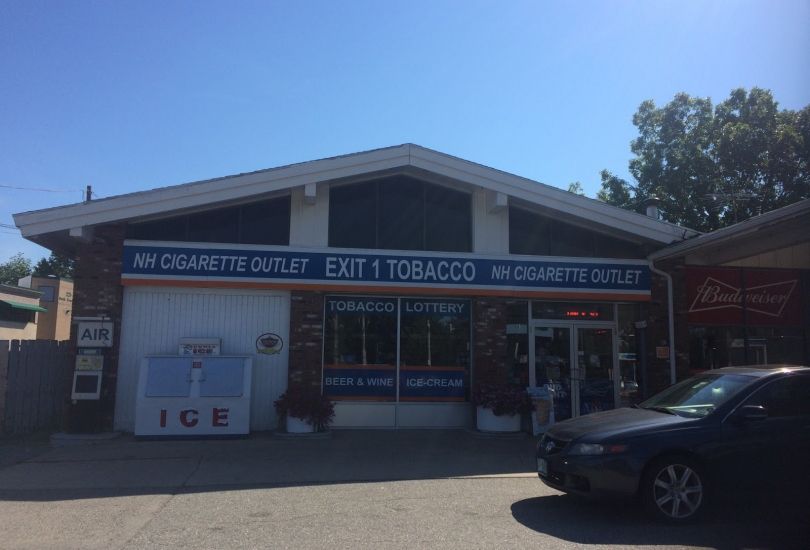 NH CIGARETTE OUTLET EXIT 1 TOBACCO NH CIGARETTE OUTLET
TOBACCO LOTTERY
Budweiser
AIR
BEER & WINE ICE-CREAM
ICE